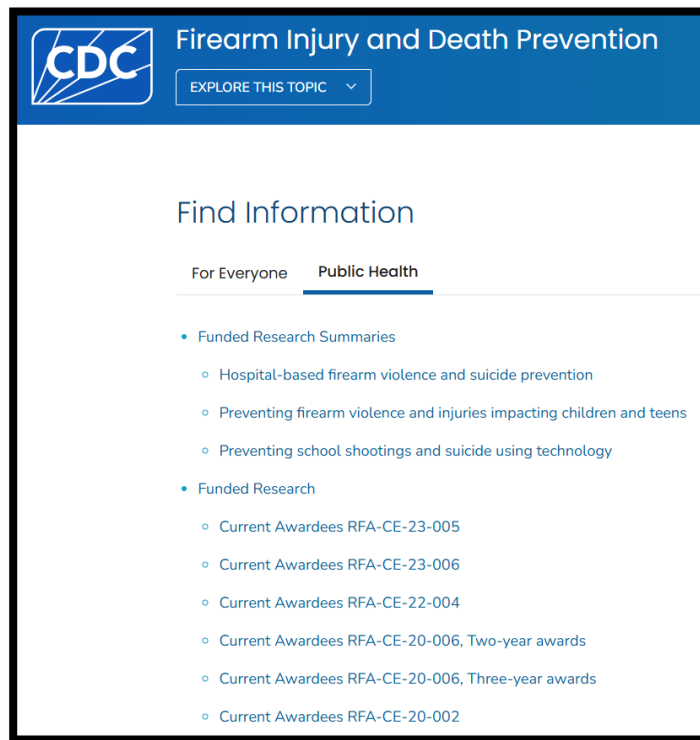 CDC
Firearm Injury and Death Prevention
EXPLORE THIS TOPIC
Find Information
For Everyone Public Health
Funded Research Summaries
Hospital-based firearm violence and suicide prevention
Preventing firearm violence and injuries impacting children and teens
Preventing school shootings and suicide using technology
Funded Research
Current Awardees RFA-CE-23-005
Current Awardees RFA-CE-23-006
Current Awardees RFA-CE-22-004
Current Awardees RFA-CE-20-006, Two-year awards
Current Awardees RFA-CE-20-006, Three-year awards
Current Awardees RFA-CE-20-002